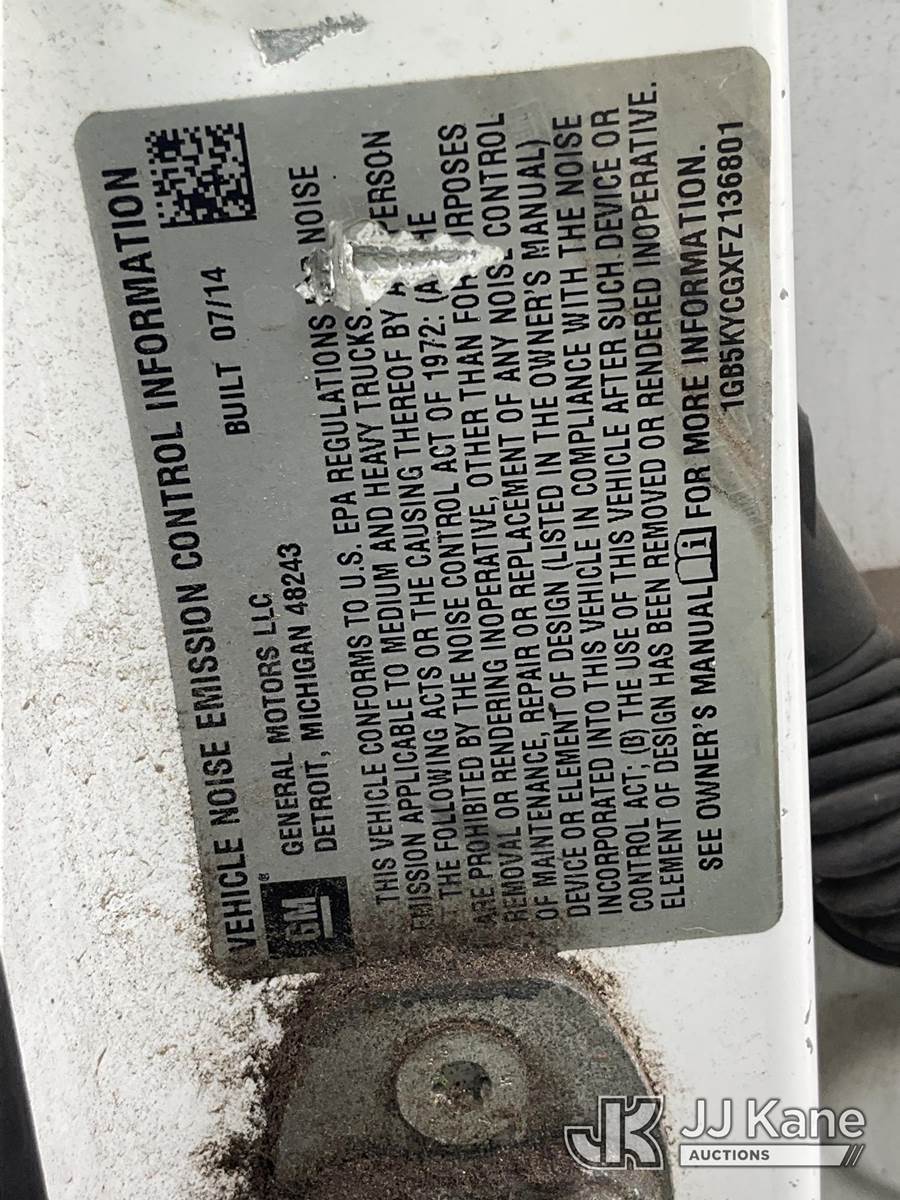 VEHICLE NOISE EMISSION CONTROL INFORMATION
GM®
GENERAL MOTORS LLC
DETROIT, MICHIGAN 48243
BUILT 07/14
THIS VEHICLE CONFORMS TO U.S. EPA REGULATIONS NOISE
EMISSION APPLICABLE TO MEDIUM AND HEAVY TRUCKS.
THE FOLLOWING ACTS OR THE CAUSING THEREOF BY PERSON
ARE PROHIBITED BY THE NOISE CONTROL ACT OF 1972: (A) THE
REMOVAL OR RENDERING INOPERATIVE, OTHER THAN FOR PURPOSES
OF MAINTENANCE, REPAIR OR REPLACEMENT OF ANY NOISE CONTROL
DEVICE OR ELEMENT OF DESIGN (LISTED IN THE OWNER'S MANUAL)
INCORPORATED INTO THIS VEHICLE IN COMPLIANCE WITH THE NOISE
CONTROL ACT; (B) THE USE OF THIS VEHICLE AFTER SUCH DEVICE OR
ELEMENT OF DESIGN HAS BEEN REMOVED OR RENDERED INOPERATIVE.
SEE OWNER'S MANUAL i FOR MORE INFORMATION.
1GB5KYCGXFZ136801
JK JJ Kane
AUCTIONS